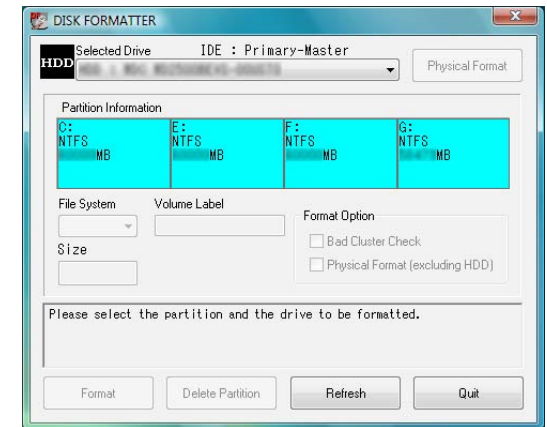 DISK FORMATTER
Selected Drive IDE : Primary-Master
HDD
Physical Format
Partition Information
C: E: F: G:
NTFS NTFS NTFS NTFS
MB MB MB MB
File System Volume Label
Format Option
Bad Cluster Check
Size
Physical Format (excluding HDD)
Please select the partition and the drive to be formatted.
Format Delete Partition Refresh Quit